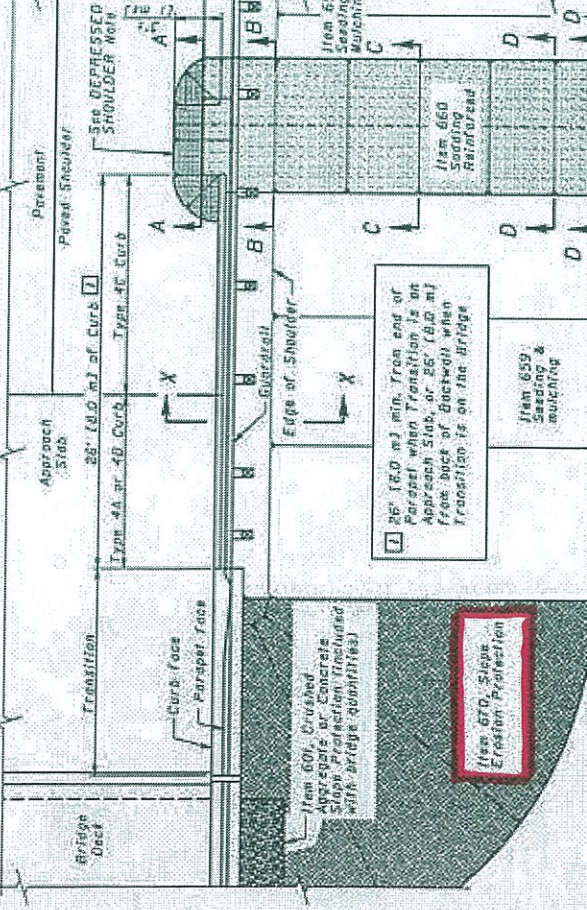 Pavement
Paved Shoulder
See DEPRESSED
SHOULDER Note
Approach
Slab
26' (8.0 m) of Curb 1
Transition
Type 4A or 4B Curb
Type 4C Curb
Bridge
Deck
Curb face
Parapet face
X
X
Guardrail
Edge of Shoulder
A
A
B
B
C
C
D
D
D
D
Seeding
Mulching
Item 601, Crushed
Aggregate or Concrete
Slope Protection (included
with bridge quantities)
1 26' (8.0 m) min. from end of
Parapet when Transition is on
Approach Slab, or 26' (8.0 m)
from back of Backwall when
Transition is on the Bridge
Item 660
Sodding
Reinforced
Item 659
Seeding &
mulching
Item 670, Slope
Erosion Protection